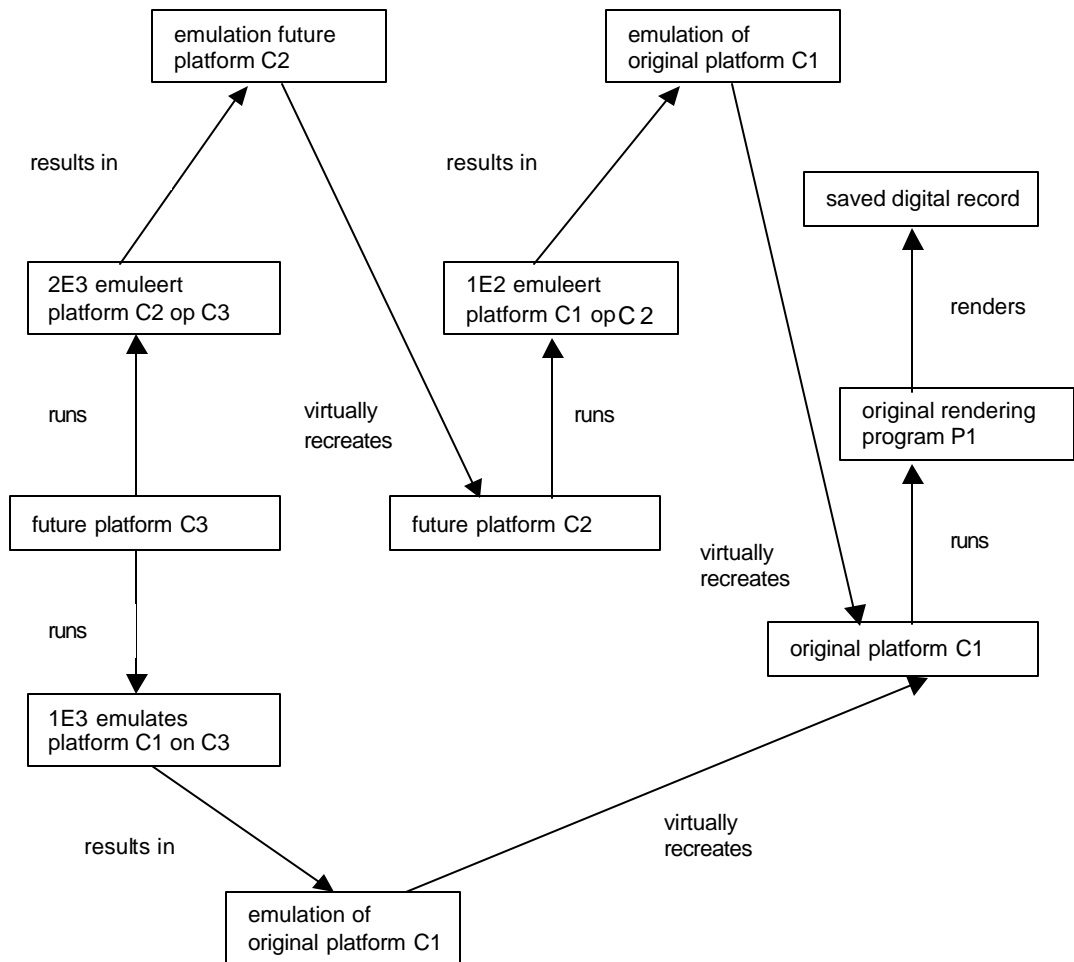 emulation future
platform C2
emulation of
original platform C1
results in
results in
saved digital record
2E3 emuleert
platform C2 op C3
1E2 emuleert
platform C1 op C 2
renders
runs
virtually
recreates
runs
original rendering
program P1
future platform C3
future platform C2
virtually
recreates
runs
runs
original platform C1
1E3 emulates
platform C1 on C3
results in
virtually
recreates
emulation of
original platform C1